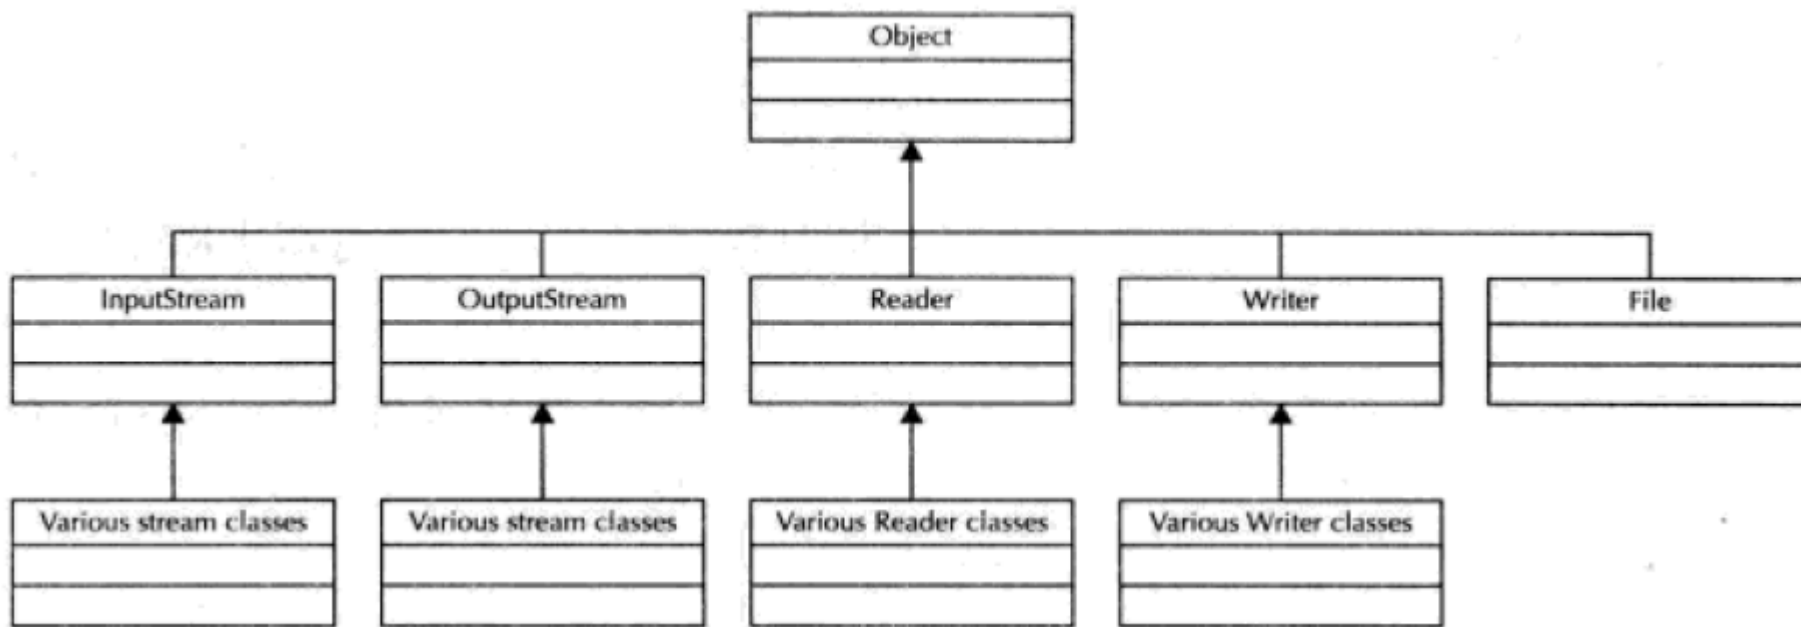 Object
InputStream
OutputStream
Reader
Writer
File
Various stream classes
Various stream classes
Various Reader classes
Various Writer classes